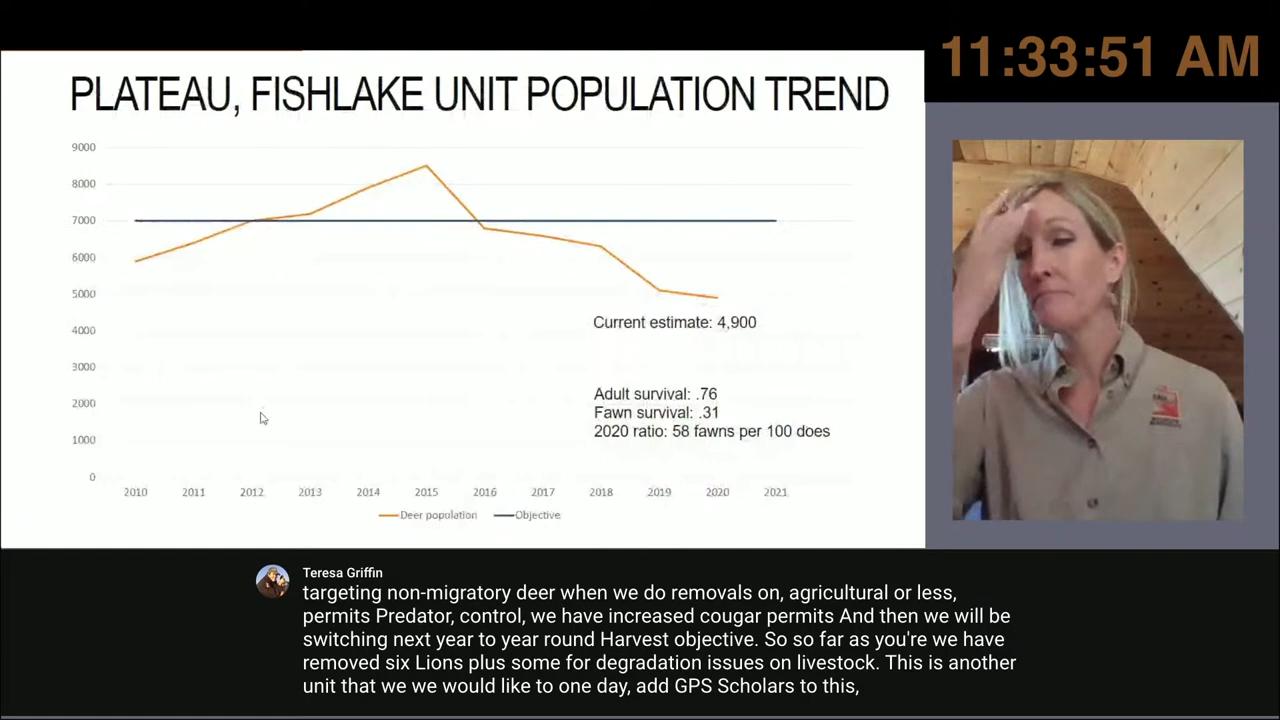 11:33:51 AM
PLATEAU, FISHLAKE UNIT POPULATION TREND
9000
8000
7000
6000
5000
4000
3000
2000
1000
0
2010 2011 2012 2013 2014 2015 2016 2017 2018 2019 2020 2021
Deer population Objective
Current estimate: 4,900
Adult survival: .76
Fawn survival: .31
2020 ratio: 58 fawns per 100 does
Teresa Griffin
targeting non-migratory deer when we do removals on, agricultural or less,
permits Predator, control, we have increased cougar permits And then we will be
switching next year to year round Harvest objective. So so far as you're we have
removed six Lions plus some for degradation issues on livestock. This is another
unit that we we would like to one day, add GPS Scholars to this,